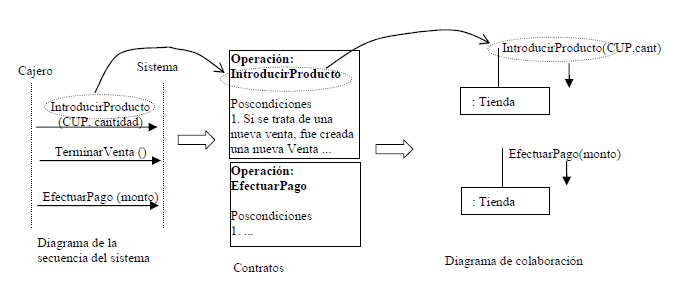 Cajero
Sistema
IntroducirProducto
(CUP, cantidad)
TerminarVenta ()
EfectuarPago (monto)
Diagrama de la
secuencia del sistema
Operación:
IntroducirProducto
Poscondiciones
1. Si se trata de una
nueva venta, fue creada
una nueva Venta ...
Operación:
EfectuarPago
Poscondiciones
1. ...
Contratos
IntroducirProducto(CUP,cant)
: Tienda
EfectuarPago(monto)
: Tienda
Diagrama de colaboración